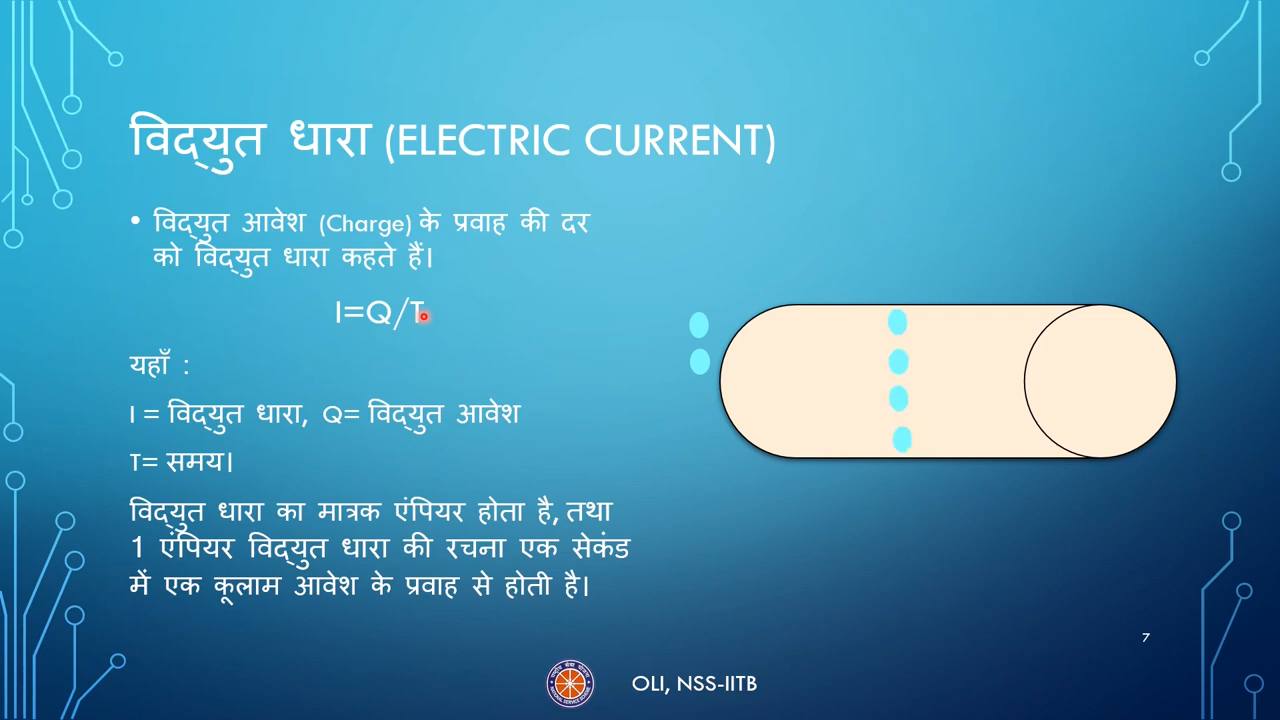 विद्युत धारा (ELECTRIC CURRENT)
• विद्युत आवेश (Charge) के प्रवाह की दर
को विद्युत धारा कहते हैं।
I=Q/T
यहाँ :
I = विद्युत धारा, Q= विद्युत आवेश
T= समय।
विद्युत धारा का मात्रक एंपियर होता है, तथा
1 एंपियर विद्युत धारा की रचना एक सेकंड
में एक कूलाम आवेश के प्रवाह से होती है।
7
OLI, NSS-IITB